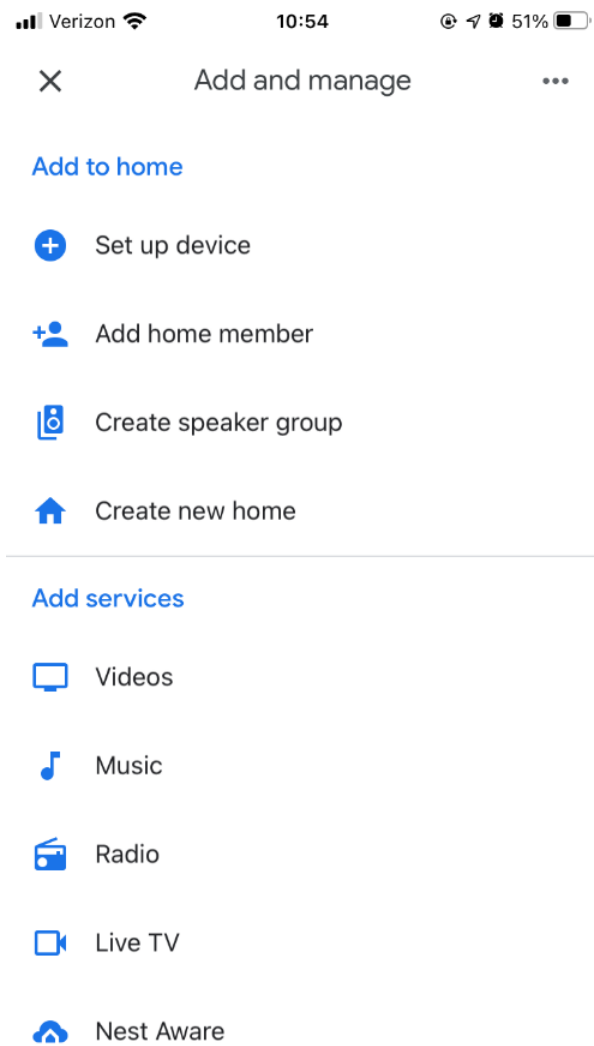 Verizon 10:54 51%
Add and manage
Add to home
Set up device
Add home member
Create speaker group
Create new home
Add services
Videos
Music
Radio
Live TV
Nest Aware